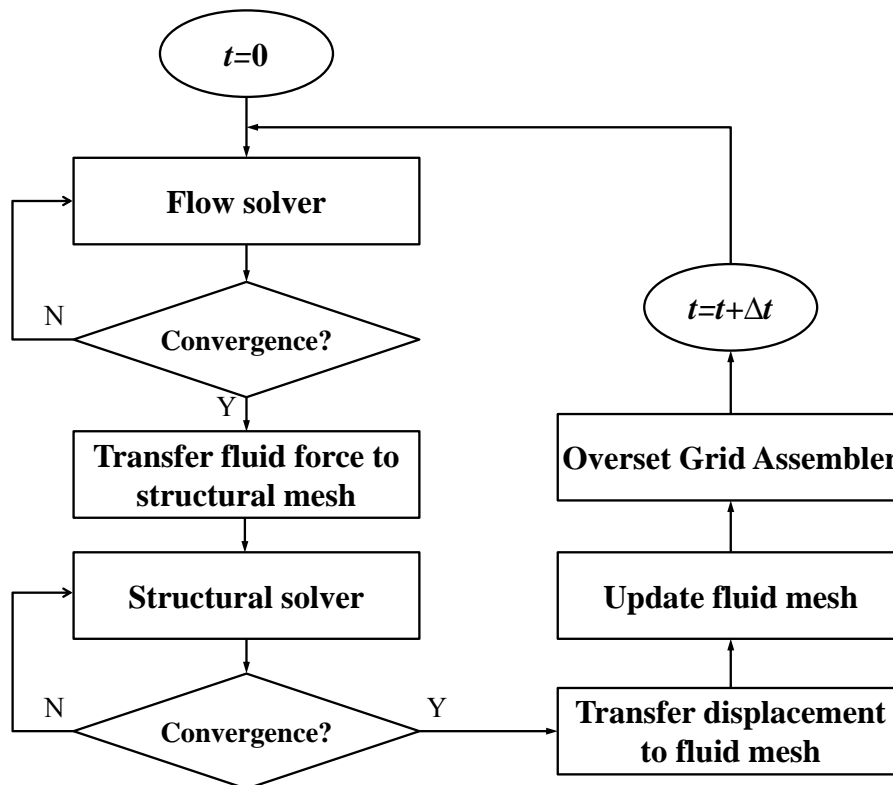 t=0
Flow solver
N
Convergence?
Y
Transfer fluid force to
structural mesh
Structural solver
N
Convergence?
Y
Transfer displacement
to fluid mesh
Update fluid mesh
Overset Grid Assembler
t=t+Δt